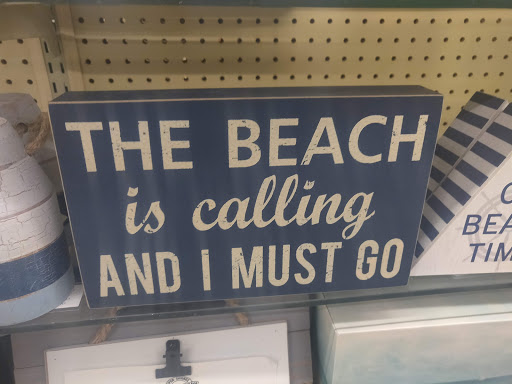 THE BEACH
is calling
AND I MUST GO